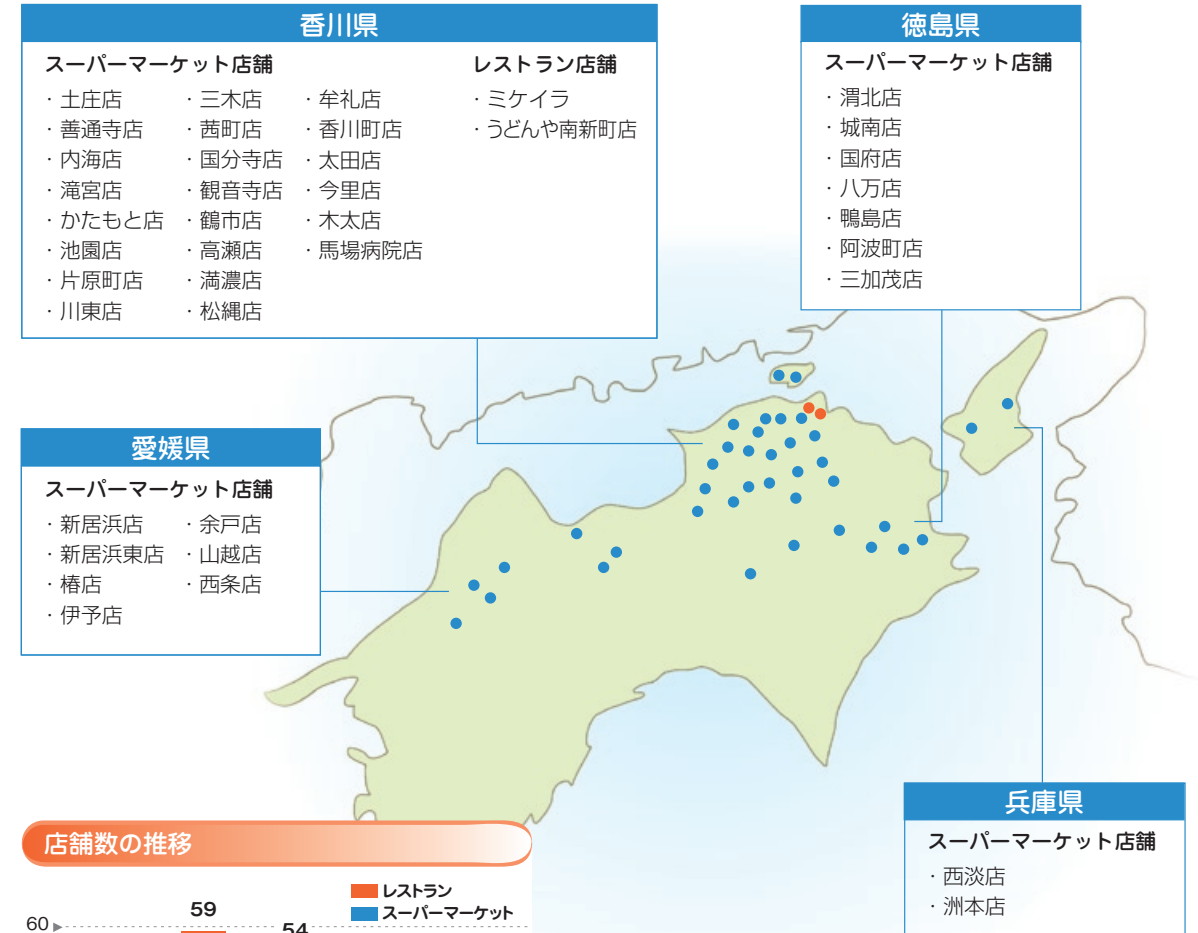 香川県
スーパーマーケット店舗
・土庄店
・善通寺店
・内海店
・滝宮店
・かたもと店
・池園店
・片原町店
・川東店
・三木店
・茜町店
・国分寺店
・観音寺店
・鶴市店
・高瀬店
・満濃店
・松縄店
・牟礼店
・香川町店
・太田店
・今里店
・木太店
・馬場病院店
レストラン店舗
・ミケイラ
・うどんや南新町店
徳島県
スーパーマーケット店舗
・渭北店
・城南店
・国府店
・八万店
・鴨島店
・阿波町店
・三加茂店
愛媛県
スーパーマーケット店舗
・新居浜店
・新居浜東店
・椿店
・伊予店
・余戸店
・山越店
・西条店
兵庫県
スーパーマーケット店舗
・西淡店
・洲本店
店舗数の推移
レストラン
スーパーマーケット
60
59
54